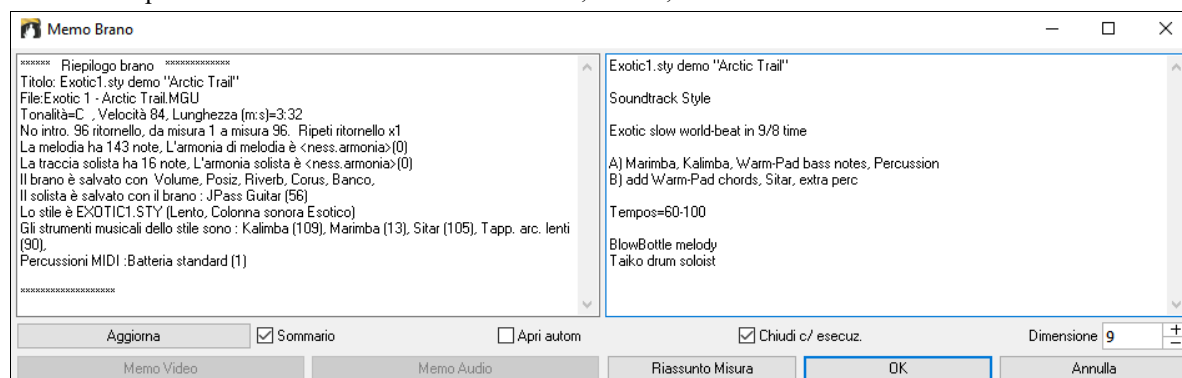 Memo Brano
****** Riepilogo brano *************
Titolo: Exotic1.sty demo "Arctic Trail"
File:Exotic 1 - Arctic Trail.MGU
Tonalità=C , Velocità 84, Lunghezza (m:s)=3:32
No intro. 96 ritornello, da misura 1 a misura 96. Ripeti ritornello x1
La melodia ha 143 note, L'armonia di melodia è <ness.armonia>(0)
La traccia solista ha 16 note, L'armonia solista è <ness.armonia>(0)
Il brano è salvato con Volume, Posiz, Riverb, Corus, Banco,
Il solista è salvato con il brano : JPass Guitar (56)
Lo stile è EXOTIC1.STY (Lento, Colonna sonora Esotico)
Gli strumenti musicali dello stile sono : Kalimba (109), Marimba (13), Sitar (105), Tapp. arc. lenti
(90),
Percussioni MIDI :Batteria standard (1)
*******************
Exotic1.sty demo "Arctic Trail"
Soundtrack Style
Exotic slow world-beat in 9/8 time
A) Marimba, Kalimba, Warm-Pad bass notes, Percussion
B) add Warm-Pad chords, Sitar, extra perc
Tempos=60-100
BlowBottle melody
Taiko drum soloist
Aggiorna Sommario Apri autom Chiudi c/ esecuz. Dimensione 9
Memo Video Memo Audio Riassunto Misura OK Annulla